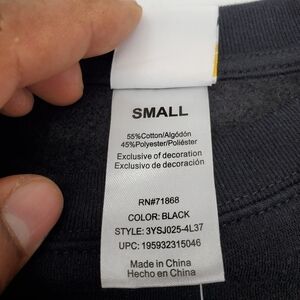 SMALL
55%Cotton/Algodón
45%Polyester/Poliéster
Exclusive of decoration
Exclusivo de decoración
RN#71868
COLOR: BLACK
STYLE: 3YSJ025-4L37
UPC: 195932315046
Made in China
Hecho en China